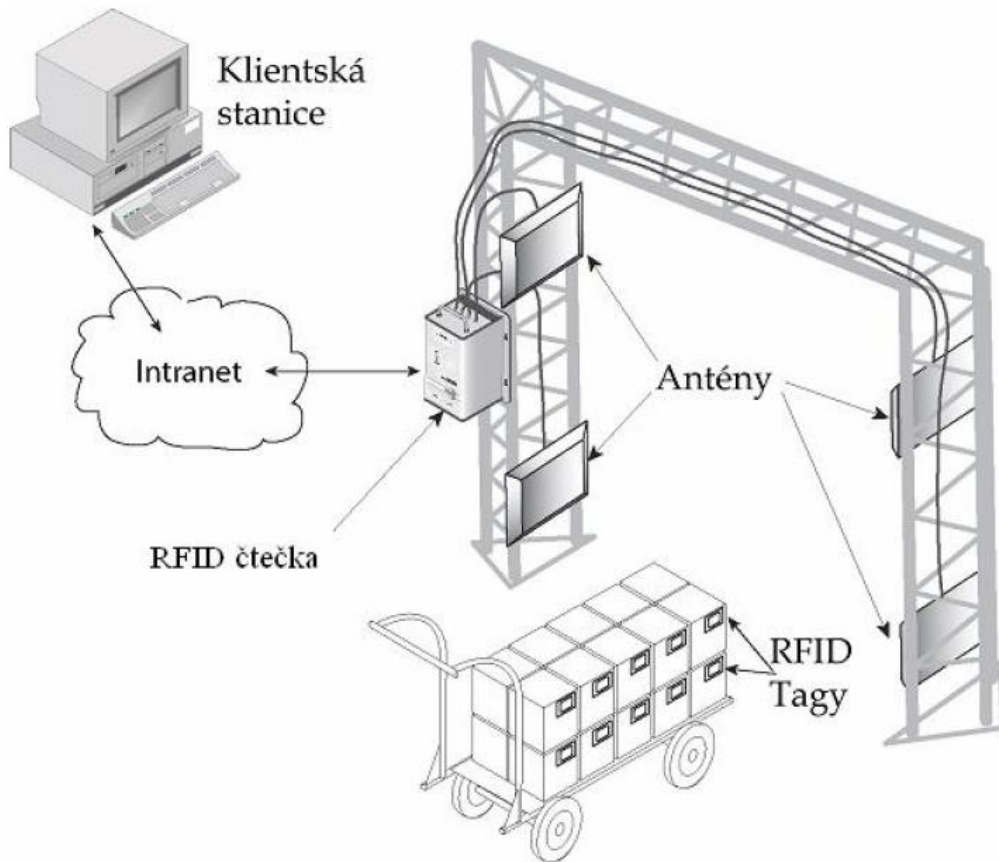 Klientská
stanice
Intranet
Antény
RFID čtečka
RFID
Tagy